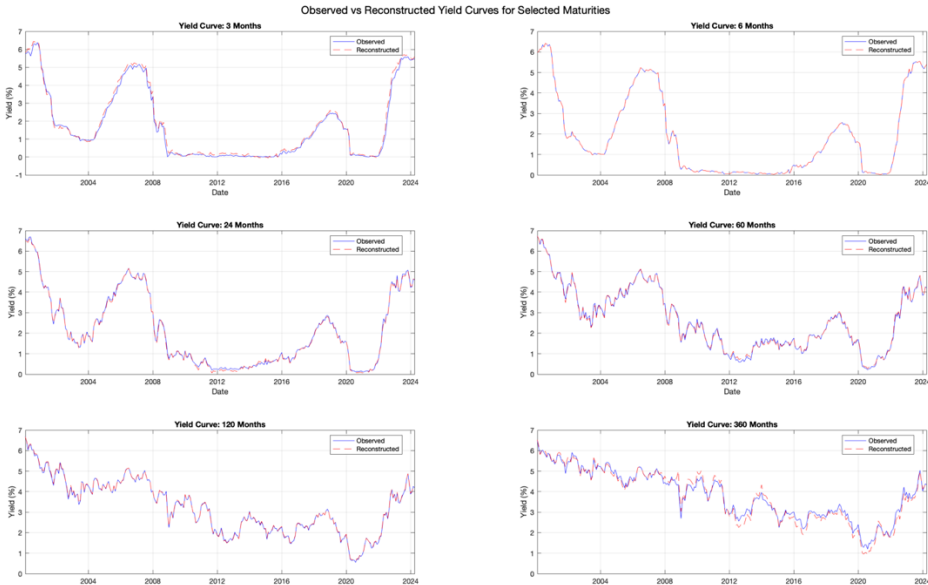 Observed vs Reconstructed Yield Curves for Selected Maturities
Yield Curve: 3 Months
Yield (%)
7
6
5
4
3
2
1
0
-1
Observed
Reconstructed
2004 2008 2012 2016 2020 2024
Date
Yield Curve: 6 Months
Yield (%)
7
6
5
4
3
2
1
0
Observed
Reconstructed
2004 2008 2012 2016 2020 2024
Date
Yield Curve: 24 Months
Yield (%)
7
6
5
4
3
2
1
0
Observed
Reconstructed
2004 2008 2012 2016 2020 2024
Date
Yield Curve: 60 Months
Yield (%)
7
6
5
4
3
2
1
0
Observed
Reconstructed
2004 2008 2012 2016 2020 2024
Date
Yield Curve: 120 Months
Yield (%)
7
6
5
4
3
2
1
0
Observed
Reconstructed
2004 2008 2012 2016 2020 2024
Date
Yield Curve: 360 Months
Yield (%)
7
6
5
4
3
2
1
0
Observed
Reconstructed
2004 2008 2012 2016 2020 2024
Date